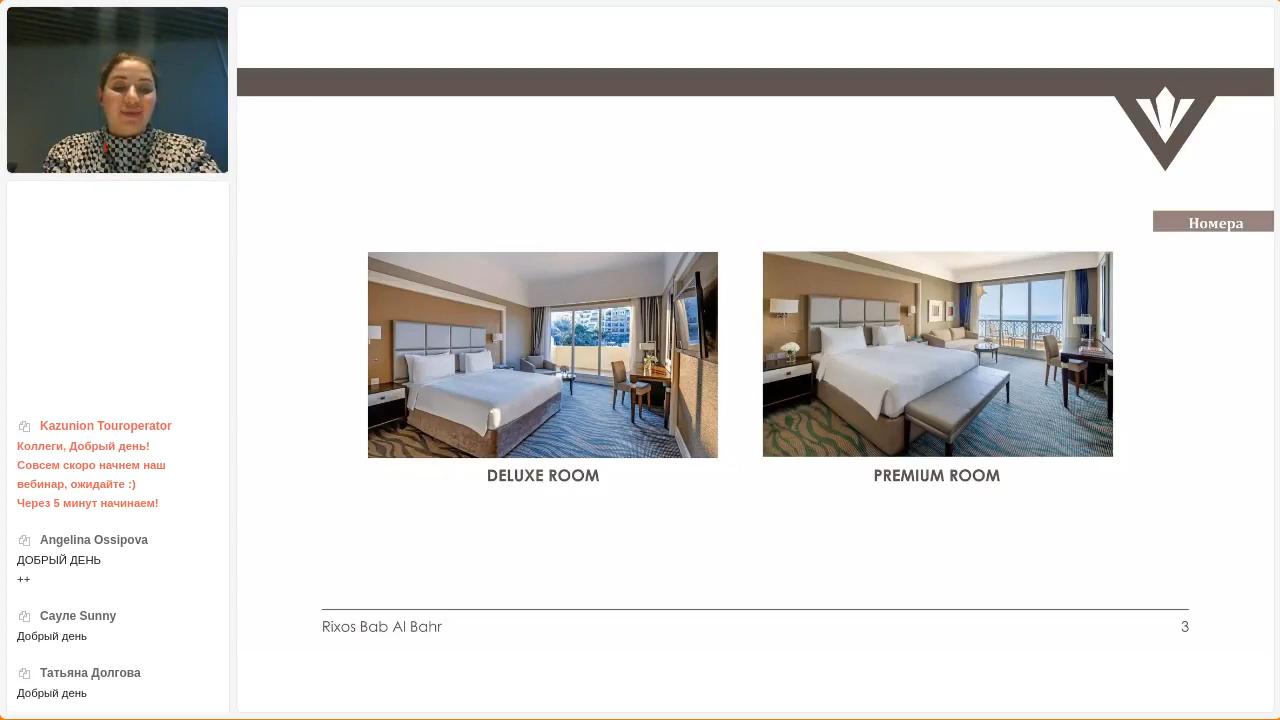 Kazunion Touroperator
Коллеги, Добрый день!
Совсем скоро начнем наш
вебинар, ожидайте :)
Через 5 минут начинаем!
Angelina Ossipova
ДОБРЫЙ ДЕНЬ
++
Сауле Sunny
Добрый день
Татьяна Долгова
Добрый день
Номера
DELUXE ROOM
PREMIUM ROOM
Rixos Bab Al Bahr
3